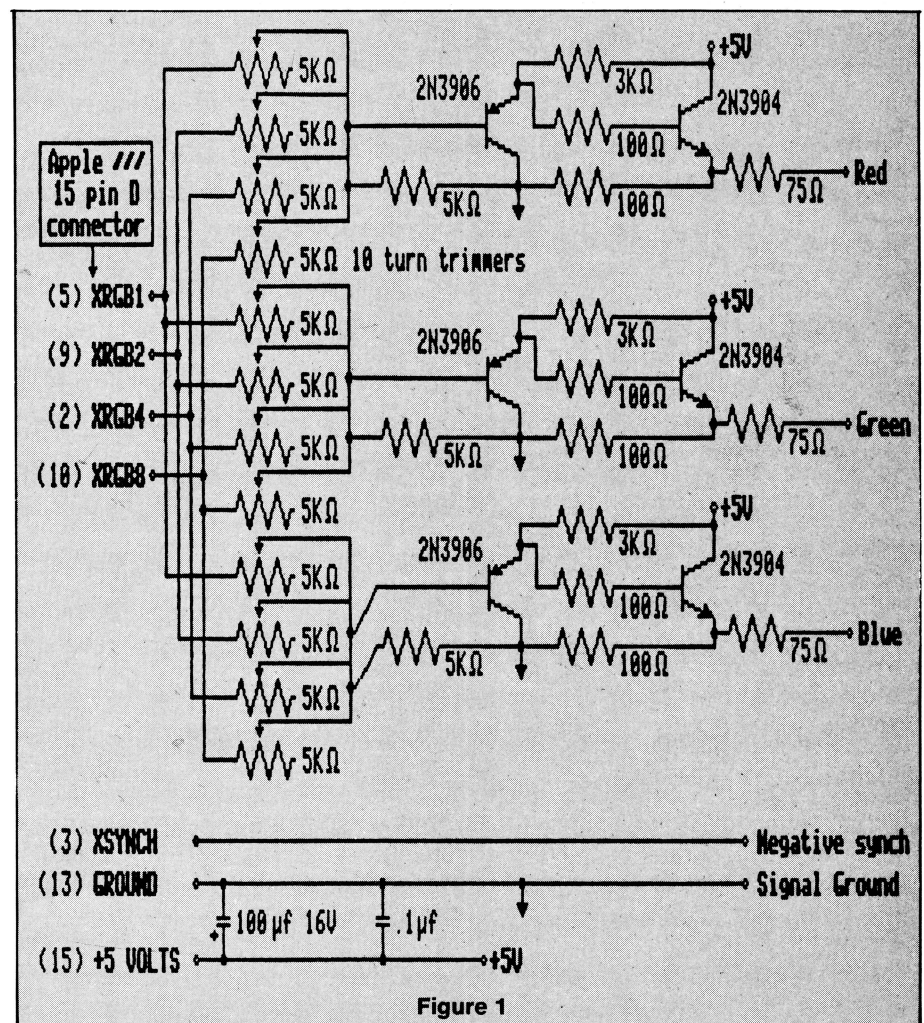 5KΩ
+5V
2N3906
3KΩ
2N3904
5KΩ
100Ω
Apple ///
15 pin D
connector
5KΩ
Red
5KΩ
100Ω
75Ω
5KΩ 10 turn trimmers
(5) XRGB1
+5V
5KΩ
2N3906
3KΩ
(9) XRGB2
2N3904
5KΩ
100Ω
(2) XRGB4
Green
5KΩ
5KΩ
100Ω
75Ω
(10) XRGB8
5KΩ
+5V
2N3906
3KΩ
5KΩ
2N3904
5KΩ
100Ω
Blue
5KΩ
5KΩ
100Ω
75Ω
5KΩ
(3) XSYNCH
Negative synch
(13) GROUND
Signal Ground
+
100µf 16V
.1µf
(15) +5 VOLTS
+5V
Figure 1